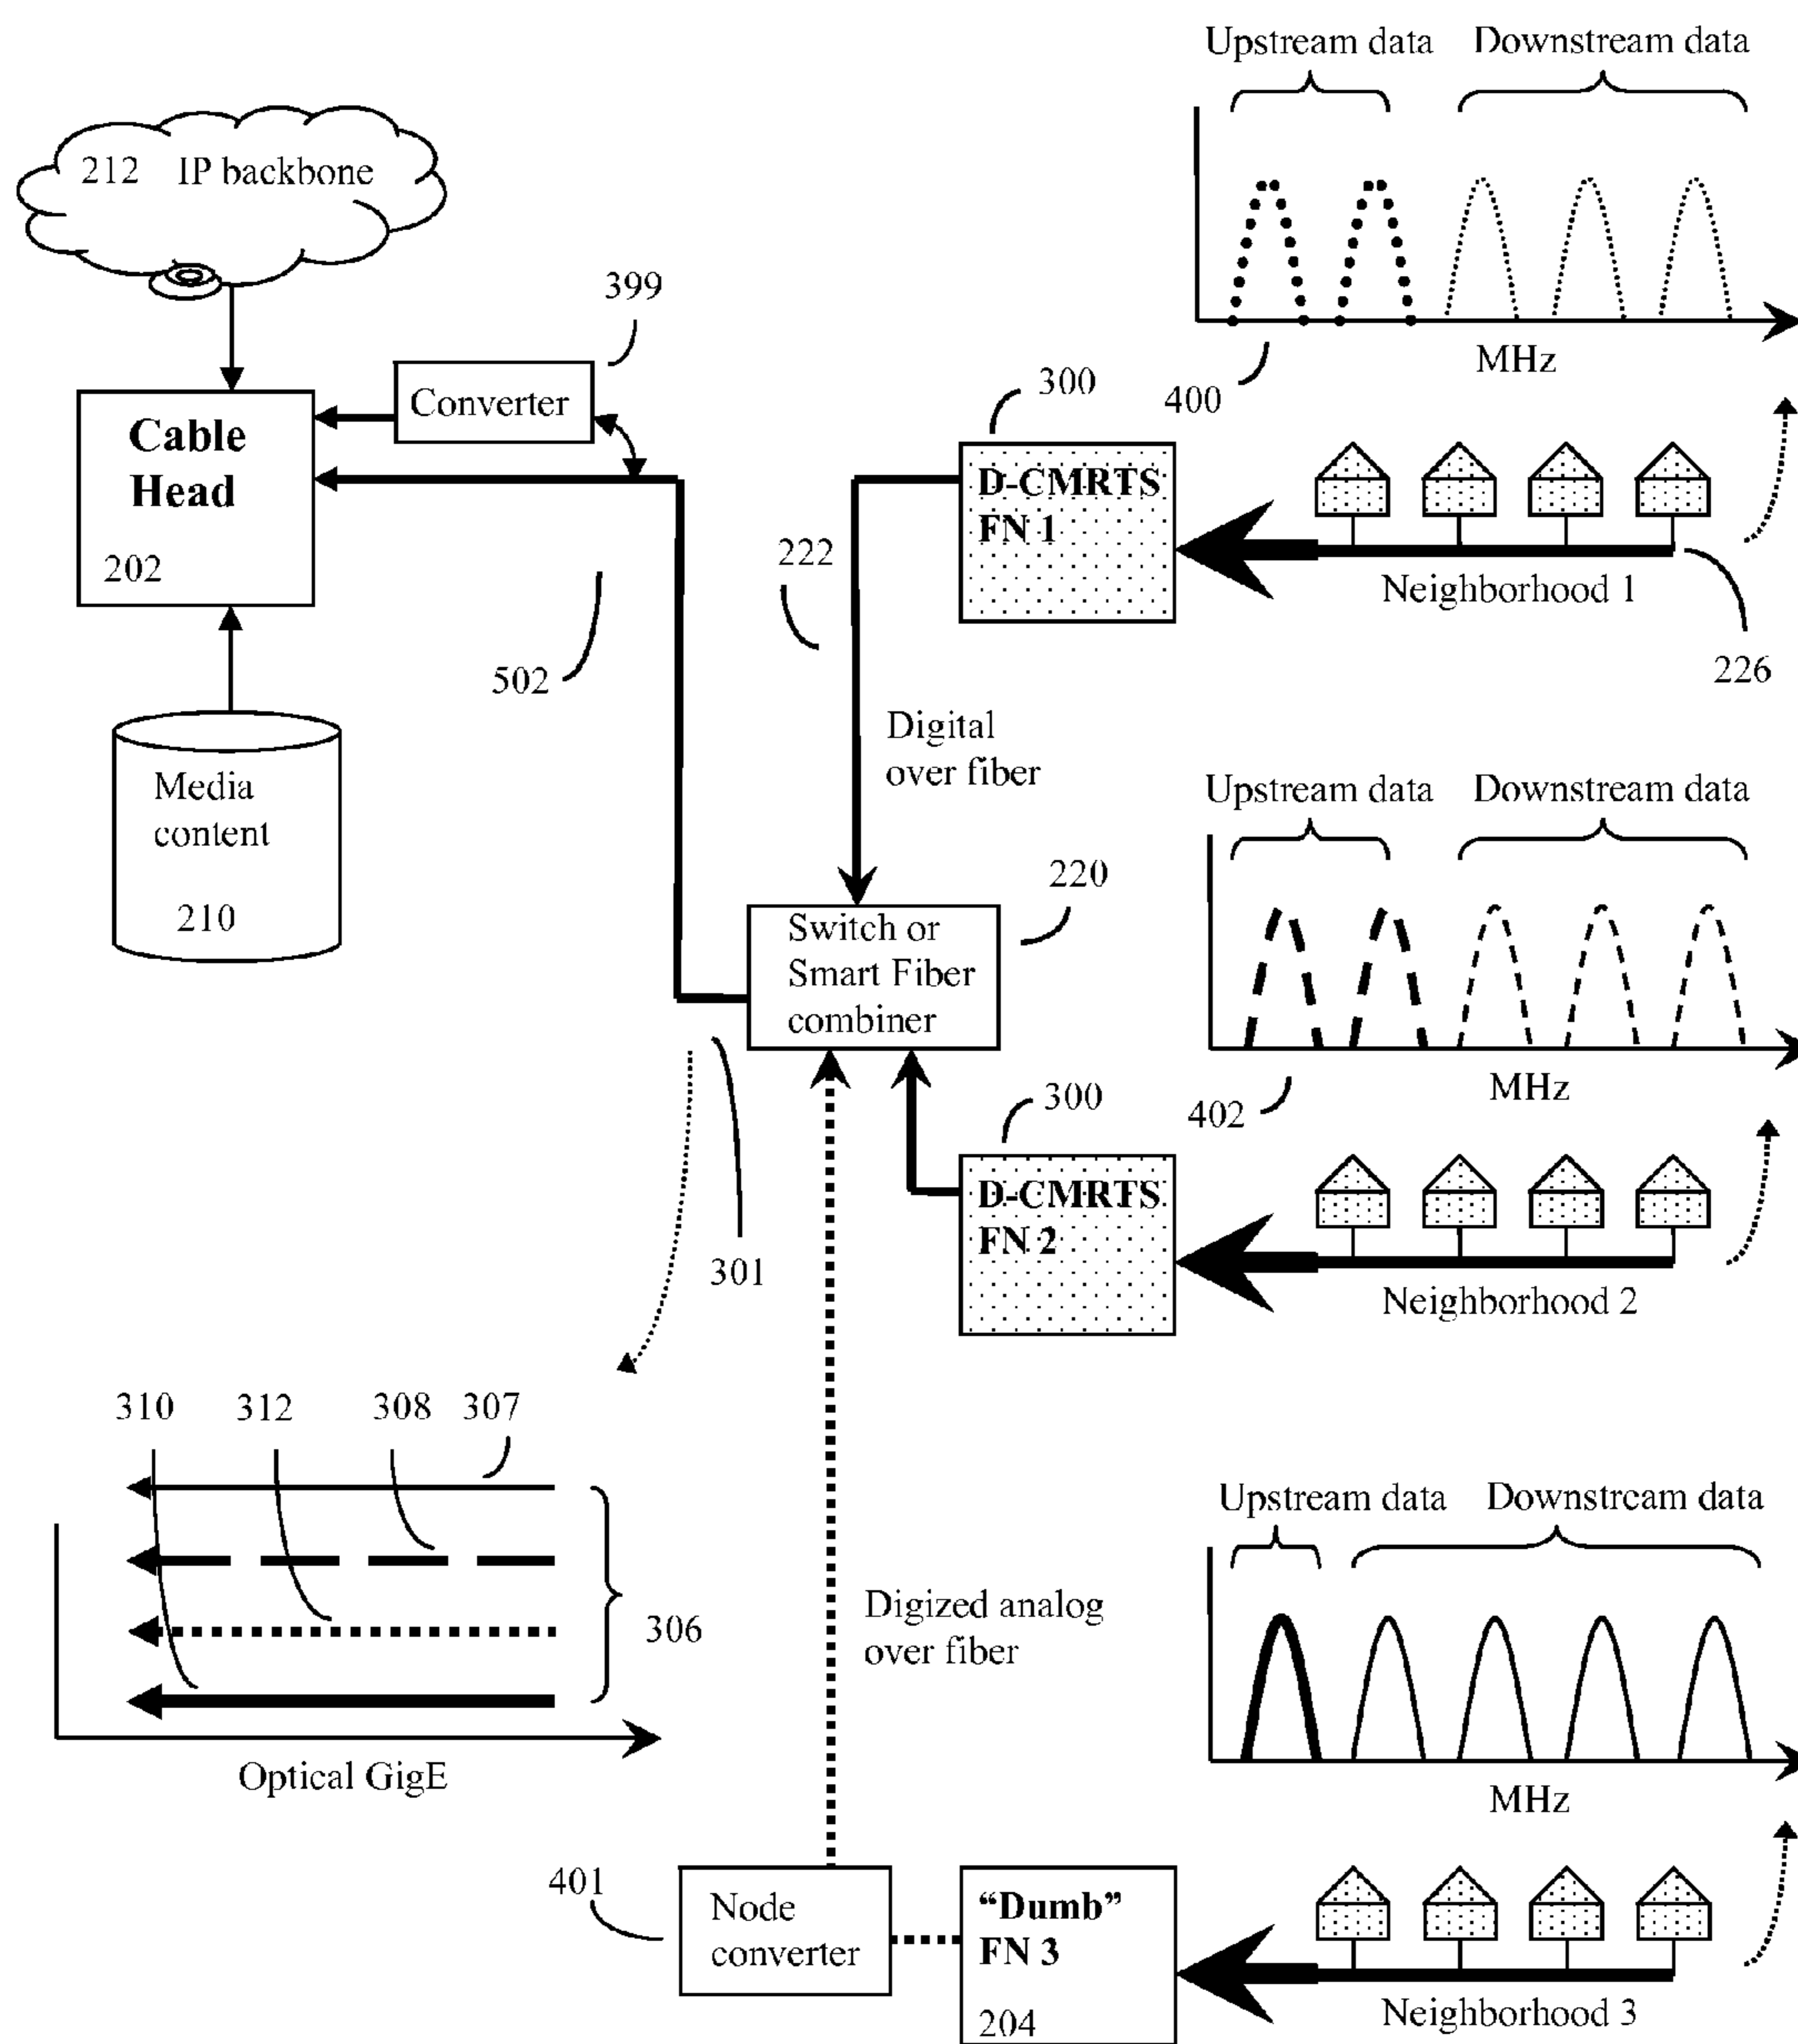 Upstream data Downstream data
212 IP backbone
399
Converter
MHz
400
300
Cable
Head
202
D-CMRTS
FN 1
222
Neighborhood 1
226
502
Digital
over fiber
Media
content
210
Upstream data Downstream data
220
Switch or
Smart Fiber
combiner
MHz
402
300
D-CMRTS
FN 2
301
Neighborhood 2
310 312 308 307
306
Optical GigE
Upstream data Downstream data
Digized analog
over fiber
MHz
401
Node
converter
“Dumb”
FN 3
204
Neighborhood 3